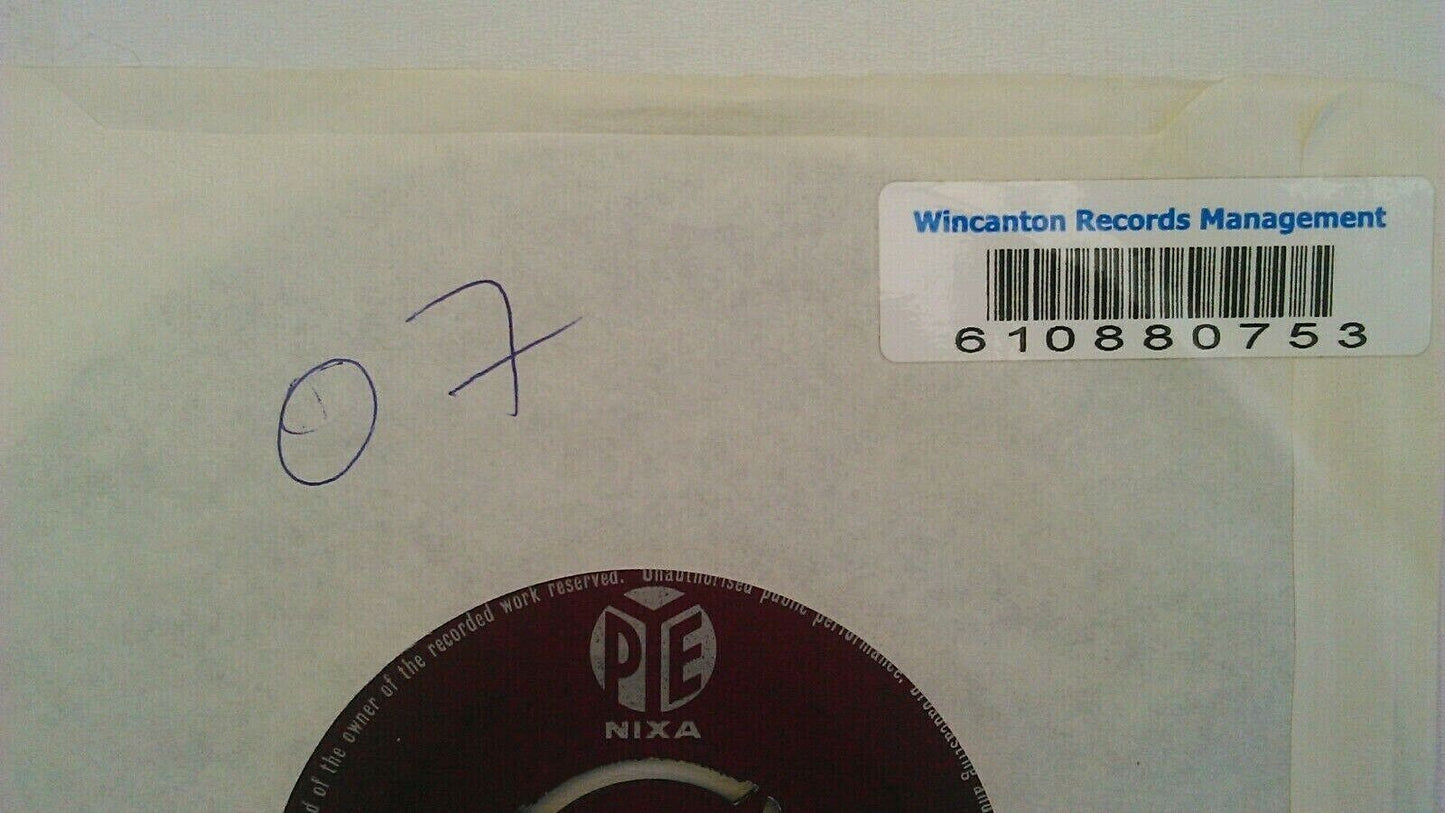 Wincanton Records Management
610880753
07
d of the owner of the recorded work reserved. Unauthorised public performance, broadcasting and
PYE
NIXA